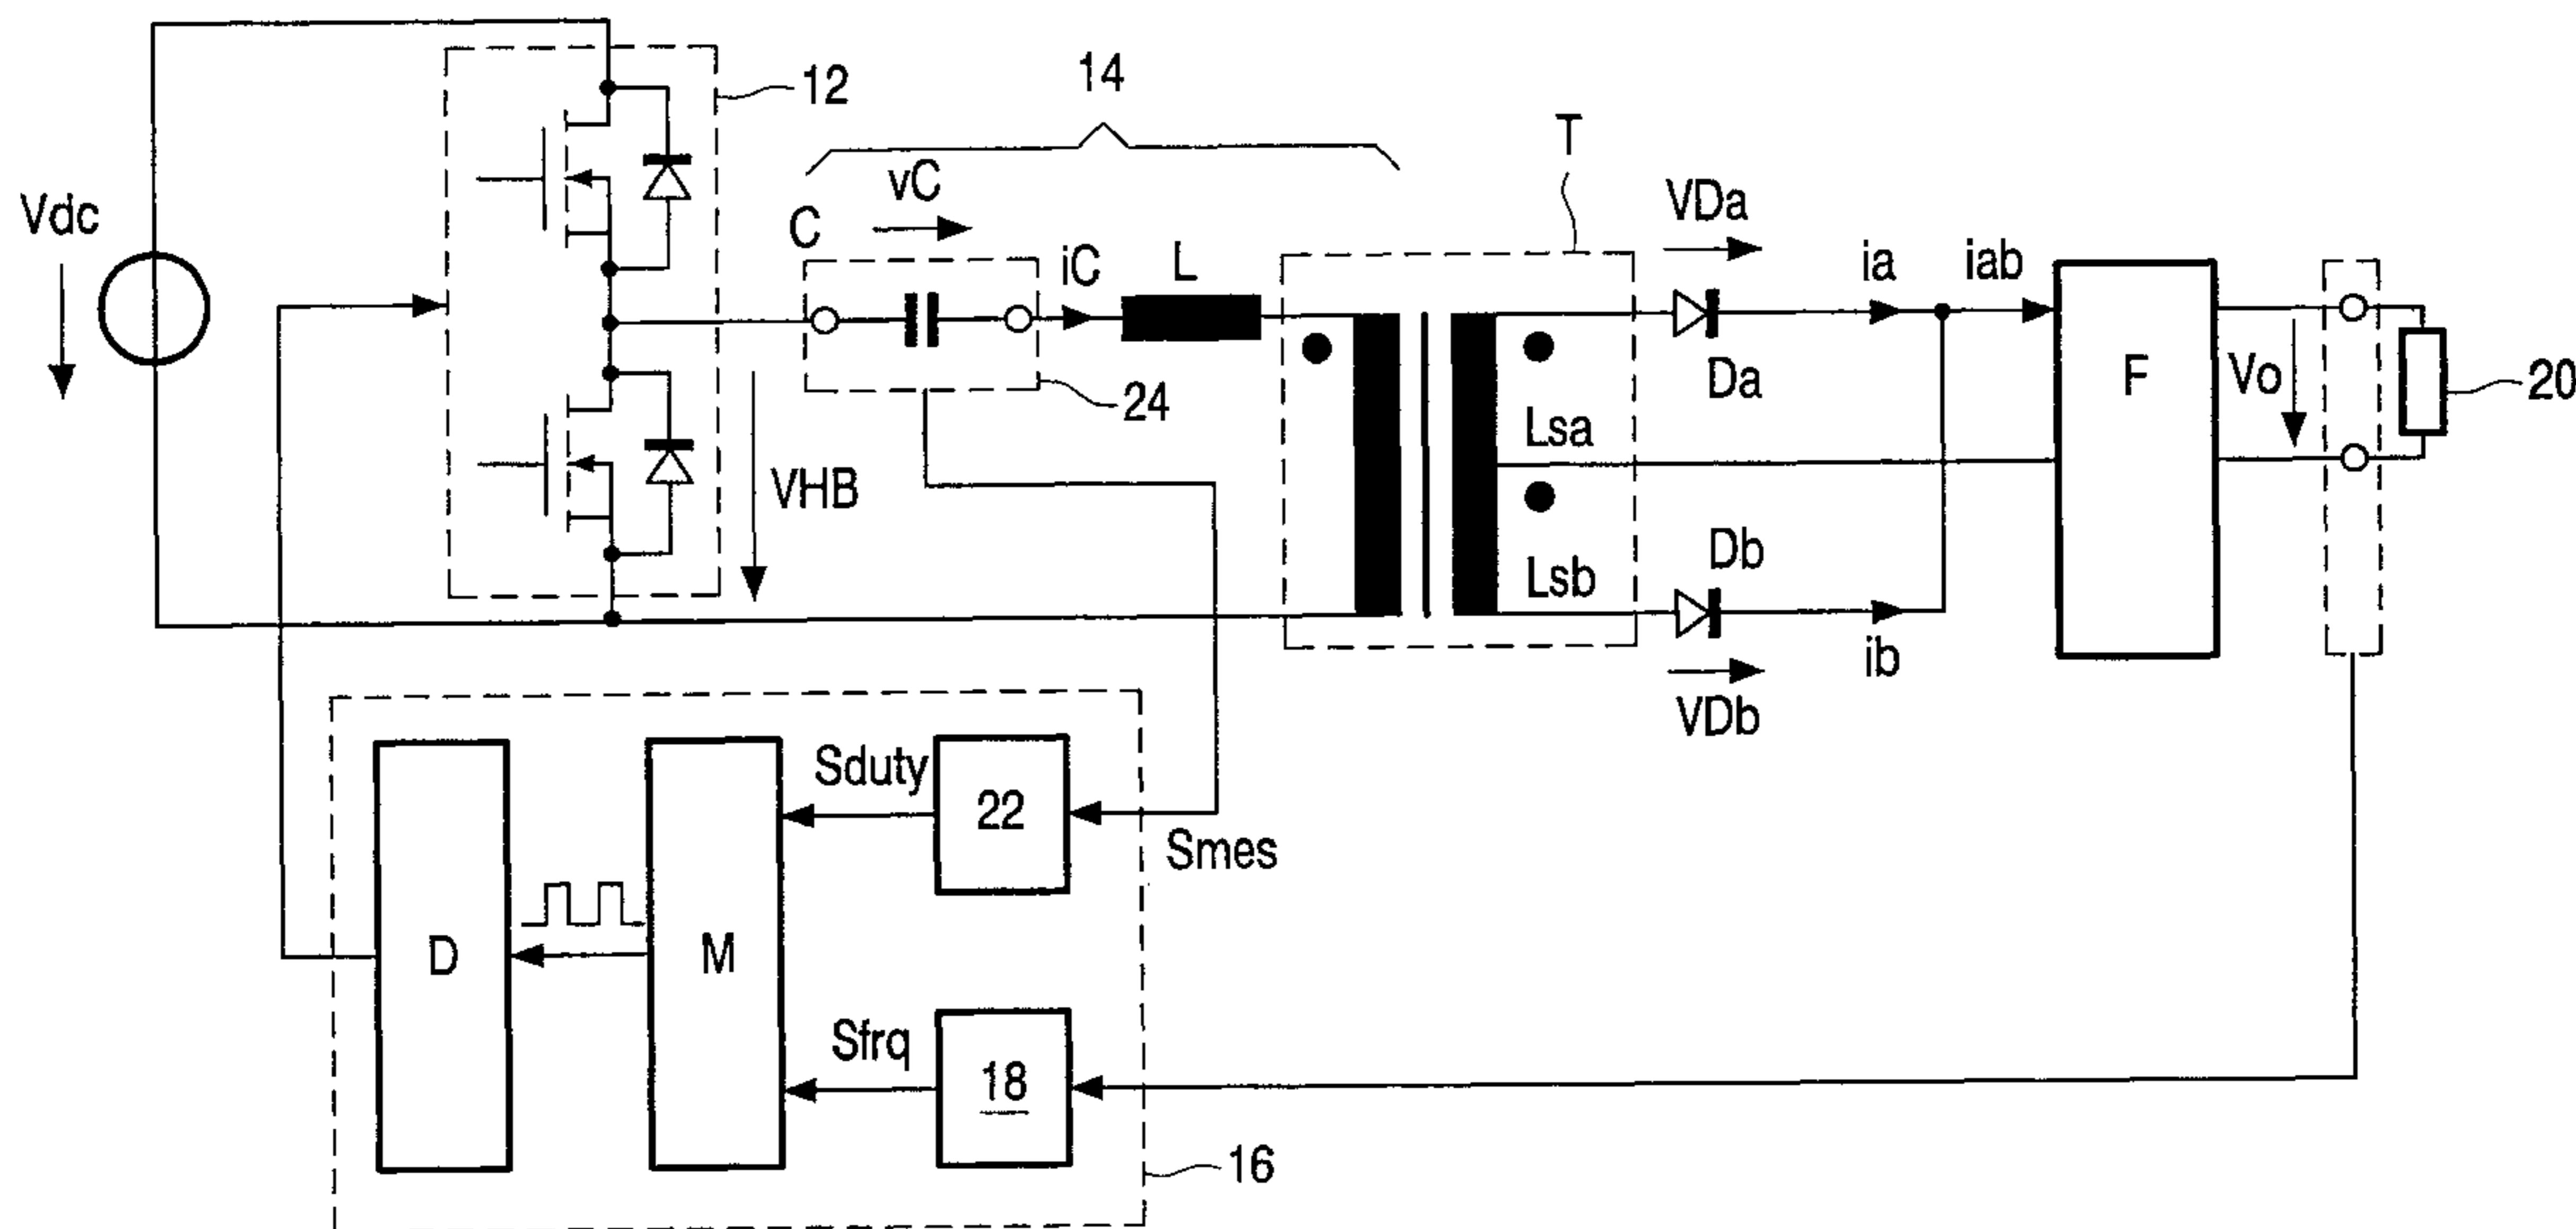 14
12
T
vC
VDa
Vdc
C
iC
L
ia
iab
Da
F
Vo
20
24
Lsa
VHB
Db
Lsb
ib
VDb
Sduty
22
Smes
D
M
Sfrq
18
16